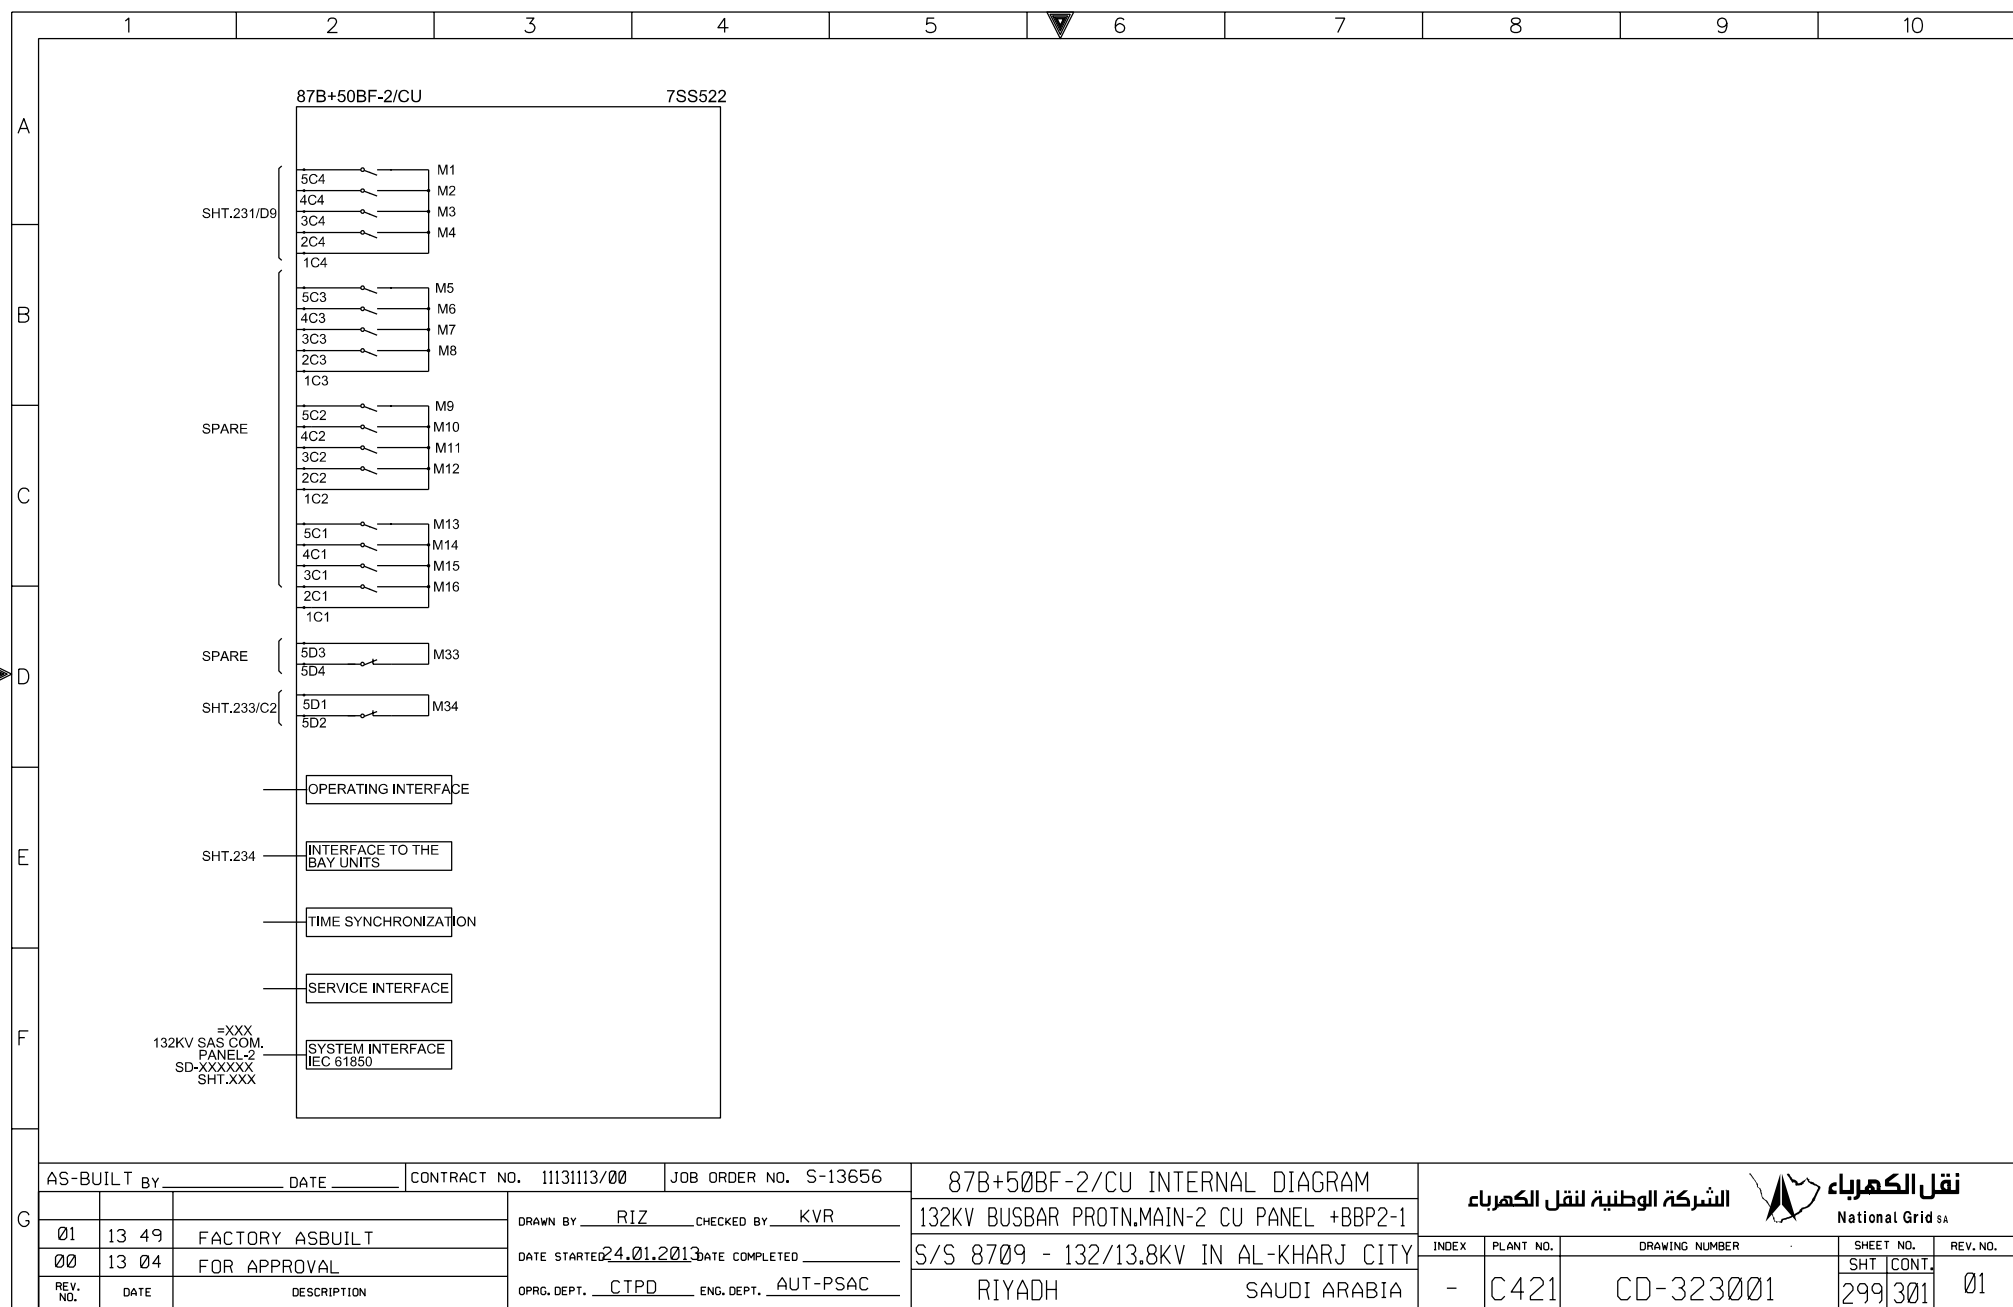 1 2 3 4 5 6 7 8 9 10
A
B
C
D
E
F
G
87B+50BF-2/CU 7SS522
SHT.231/D9
5C4 M1
4C4 M2
3C4 M3
2C4 M4
1C4
SPARE
5C3 M5
4C3 M6
3C3 M7
2C3 M8
1C3
5C2 M9
4C2 M10
3C2 M11
2C2 M12
1C2
5C1 M13
4C1 M14
3C1 M15
2C1 M16
1C1
SPARE
5D3 M33
5D4
SHT.233/C2
5D1 M34
5D2
OPERATING INTERFACE
SHT.234
INTERFACE TO THE
BAY UNITS
TIME SYNCHRONIZATION
SERVICE INTERFACE
=XXX
132KV SAS COM.
PANEL-2
SD-XXXXXX
SHT.XXX
SYSTEM INTERFACE
IEC 61850
AS-BUILT BY DATE CONTRACT NO. 11131113/00 JOB ORDER NO. S-13656
01 13 49 FACTORY ASBUILT
00 13 04 FOR APPROVAL
REV. NO. DATE DESCRIPTION
DRAWN BY RIZ CHECKED BY KVR
DATE STARTED 24.01.2013 DATE COMPLETED
OPRG. DEPT. CTPD ENG. DEPT. AUT-PSAC
87B+50BF-2/CU INTERNAL DIAGRAM
132KV BUSBAR PROTN.MAIN-2 CU PANEL +BBP2-1
S/S 8709 - 132/13.8KV IN AL-KHARJ CITY
RIYADH SAUDI ARABIA
الشركة الوطنية لنقل الكهرباء
نقل الكهرباء
National Grid SA
INDEX PLANT NO. DRAWING NUMBER SHEET NO. REV. NO.
SHT CONT.
- C421 CD-323001 299 301 01